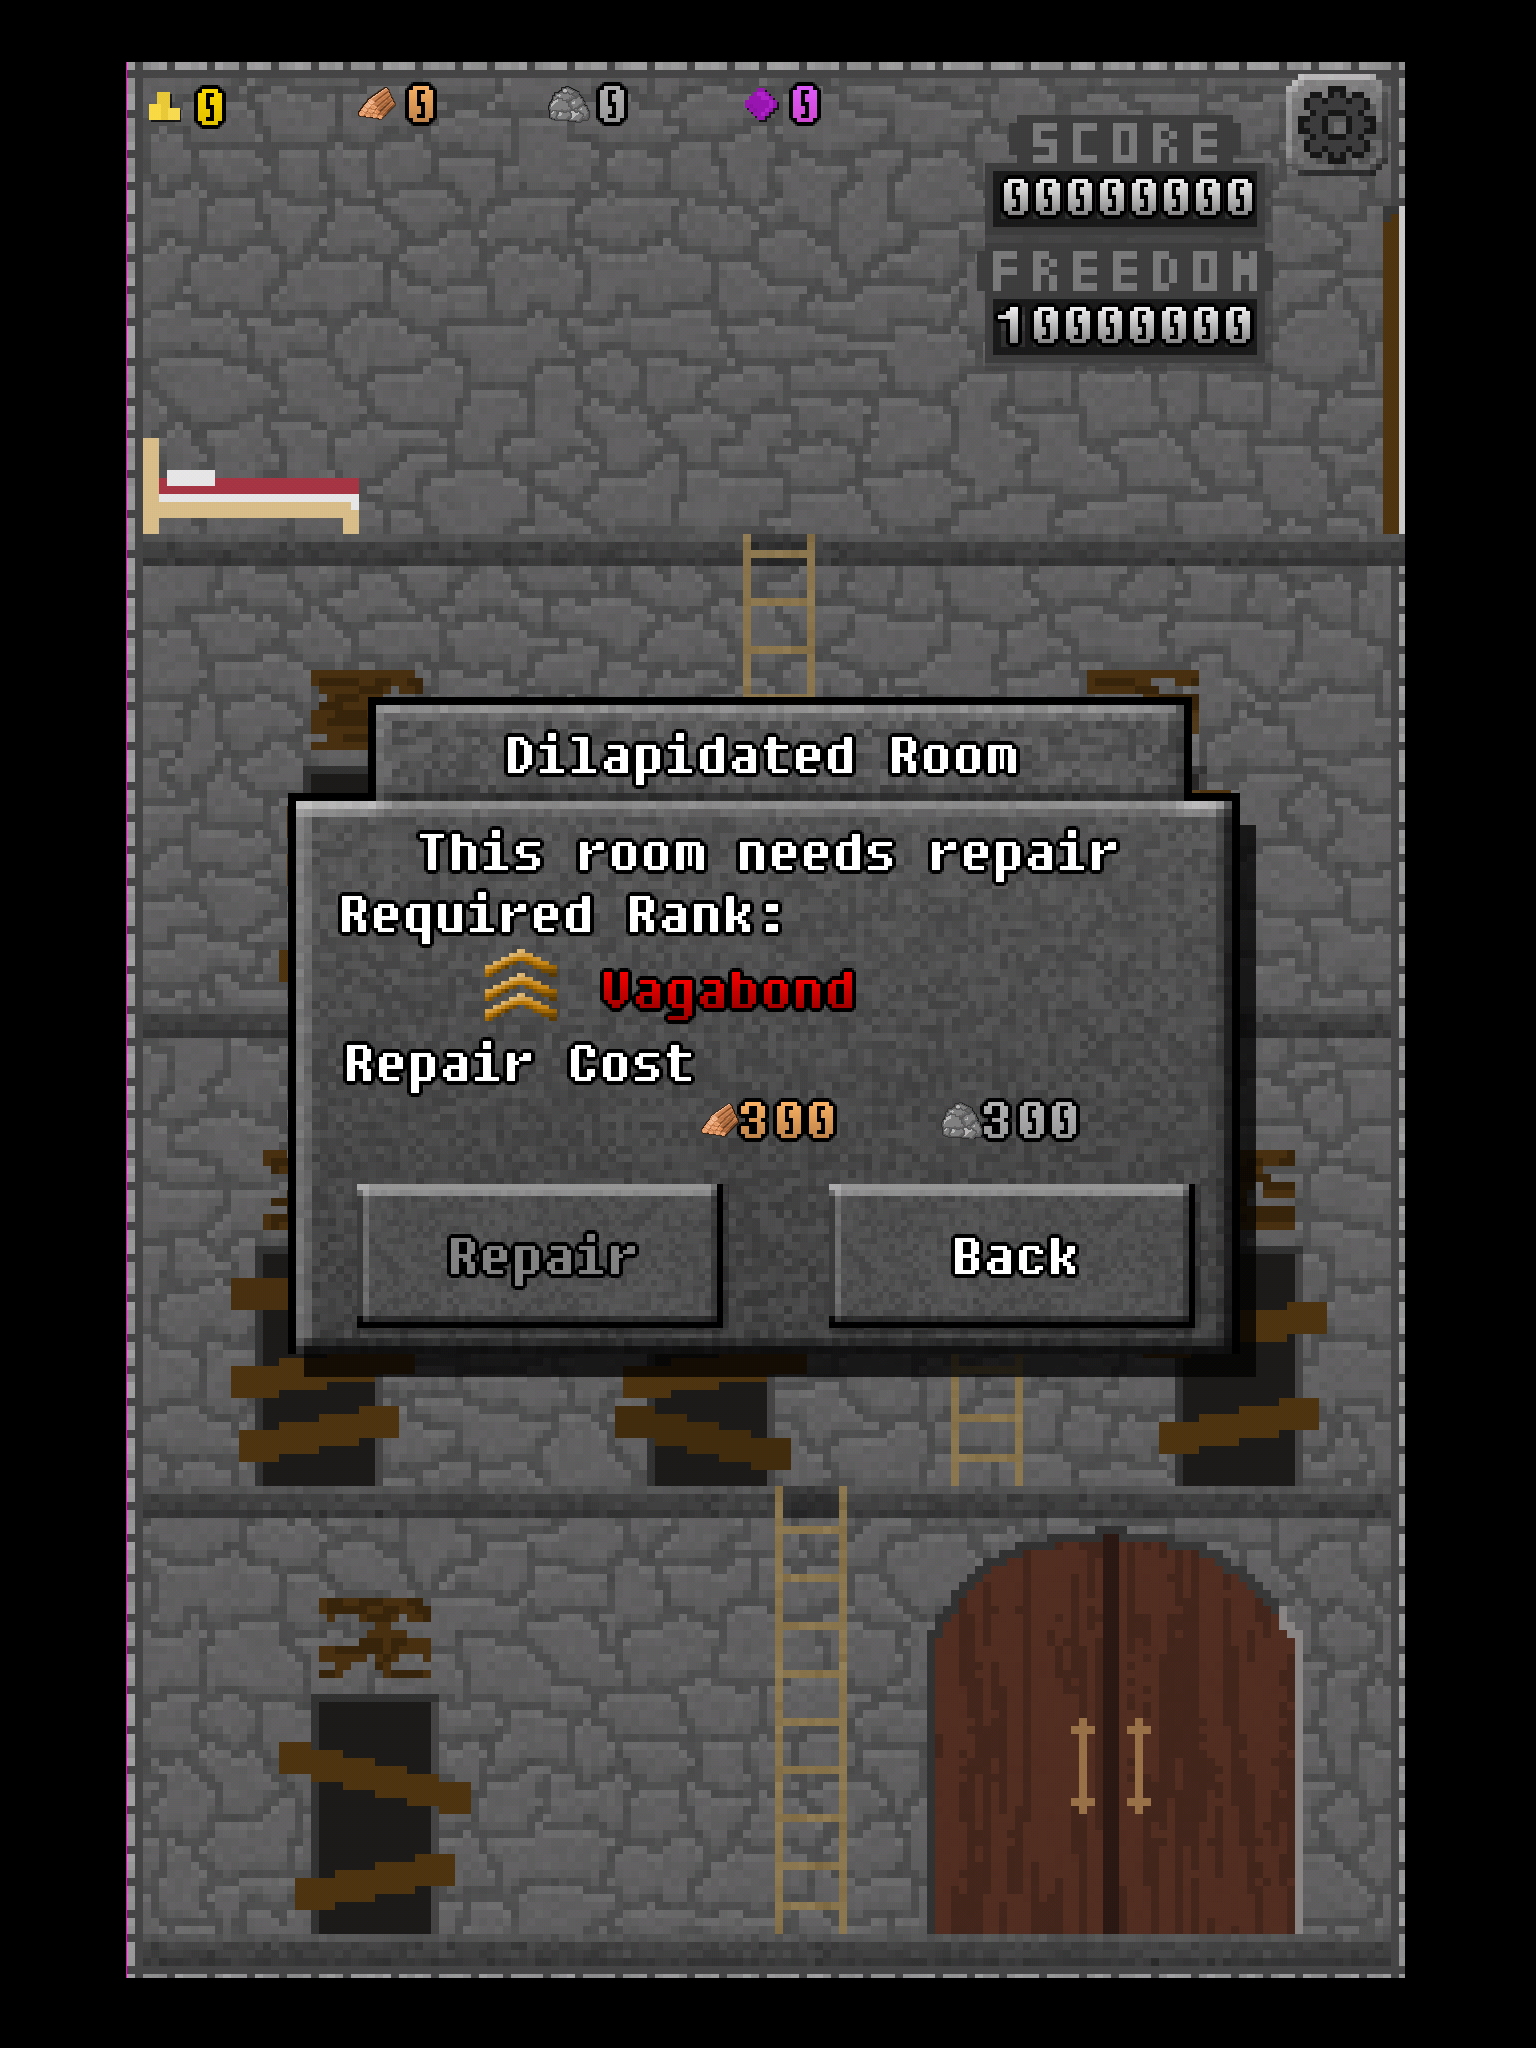 0 0 0 0
SCORE
00000000
FREEDOM
10000000
Dilapidated Room
This room needs repair
Required Rank:
Vagabond
Repair Cost
300 300
Repair Back